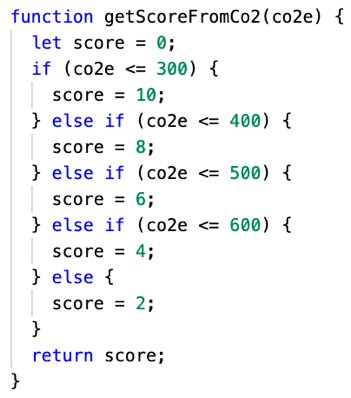 function getScoreFromCo2(co2e) {
  let score = 0;
  if (co2e <= 300) {
    score = 10;
  } else if (co2e <= 400) {
    score = 8;
  } else if (co2e <= 500) {
    score = 6;
  } else if (co2e <= 600) {
    score = 4;
  } else {
    score = 2;
  }
  return score;
}